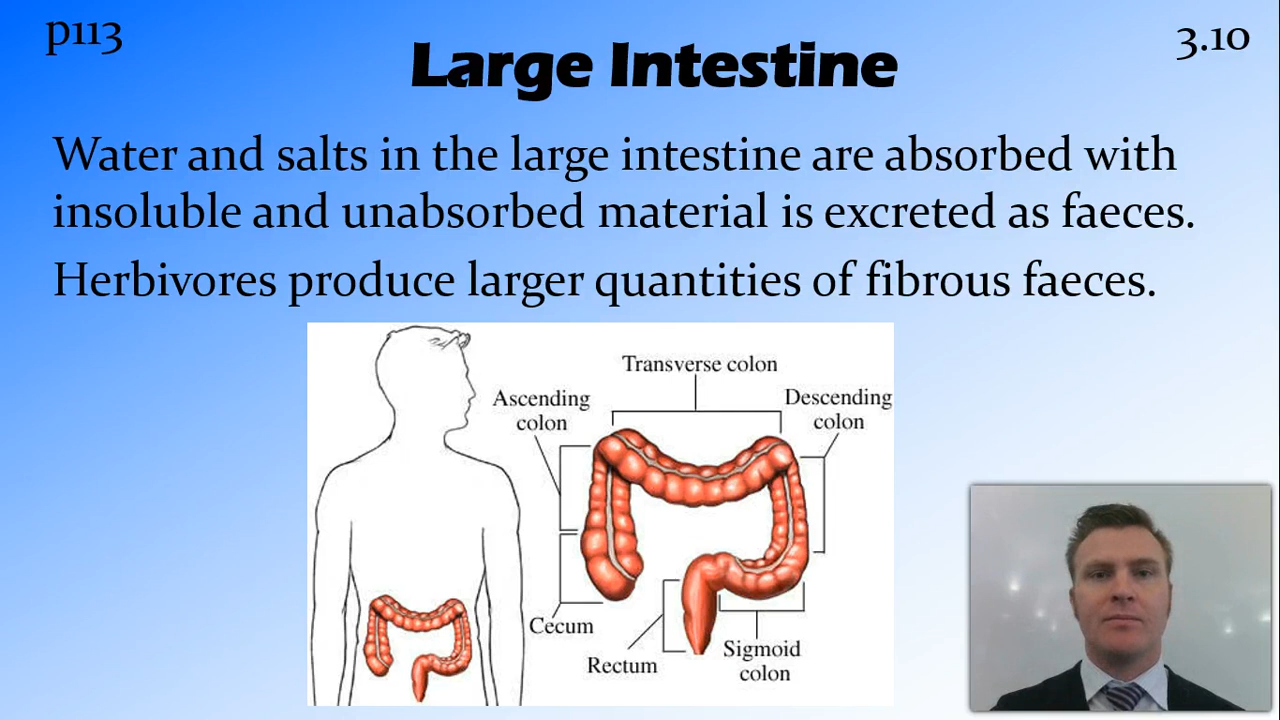 p113
3.10
Large Intestine
Water and salts in the large intestine are absorbed with
insoluble and unabsorbed material is excreted as faeces.
Herbivores produce larger quantities of fibrous faeces.
Transverse colon
Ascending
colon
Descending
colon
Cecum
Rectum
Sigmoid
colon